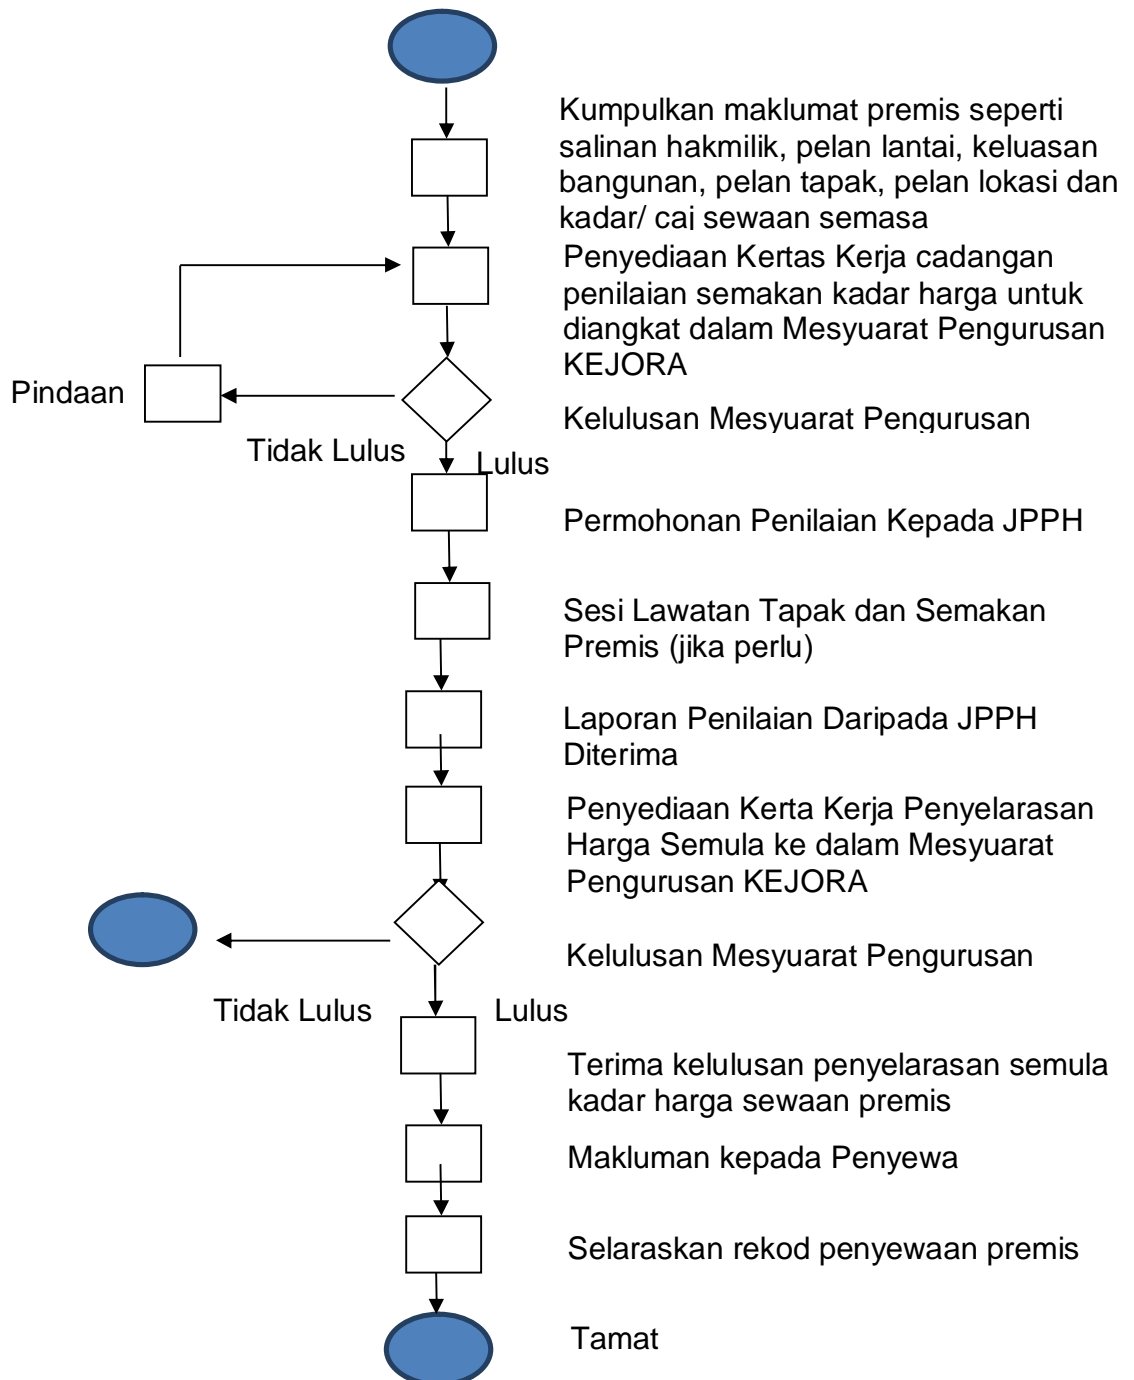 Kumpulkan maklumat premis seperti
salinan hakmilik, pelan lantai, keluasan
bangunan, pelan tapak, pelan lokasi dan
kadar/ caj sewaan semasa
Penyediaan Kertas Kerja cadangan
penilaian semakan kadar harga untuk
diangkat dalam Mesyuarat Pengurusan
KEJORA
Pindaan
Kelulusan Mesyuarat Pengurusan
Tidak Lulus
Lulus
Permohonan Penilaian Kepada JPPH
Sesi Lawatan Tapak dan Semakan
Premis (jika perlu)
Laporan Penilaian Daripada JPPH
Diterima
Penyediaan Kerta Kerja Penyelarasan
Harga Semula ke dalam Mesyuarat
Pengurusan KEJORA
Kelulusan Mesyuarat Pengurusan
Tidak Lulus
Lulus
Terima kelulusan penyelarasan semula
kadar harga sewaan premis
Makluman kepada Penyewa
Selaraskan rekod penyewaan premis
Tamat